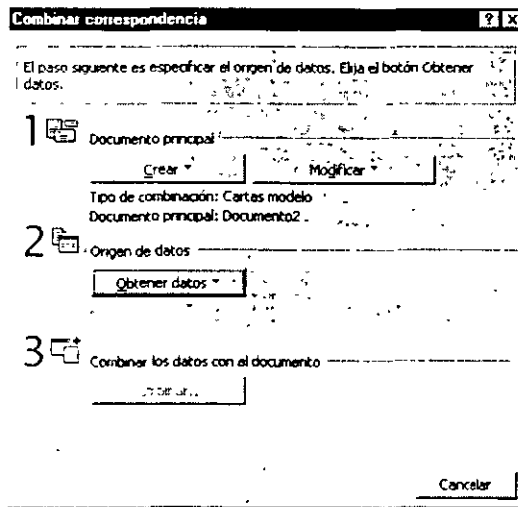 Combinar correspondencia
El paso siguiente es especificar el origen de datos. Elija el botón Obtener
datos.
1 Documento principal
Crear Modificar
Tipo de combinación: Cartas modelo
Documento principal: Documento2
2 Origen de datos
Obtener datos
3 Combinar los datos con el documento
Cancelar